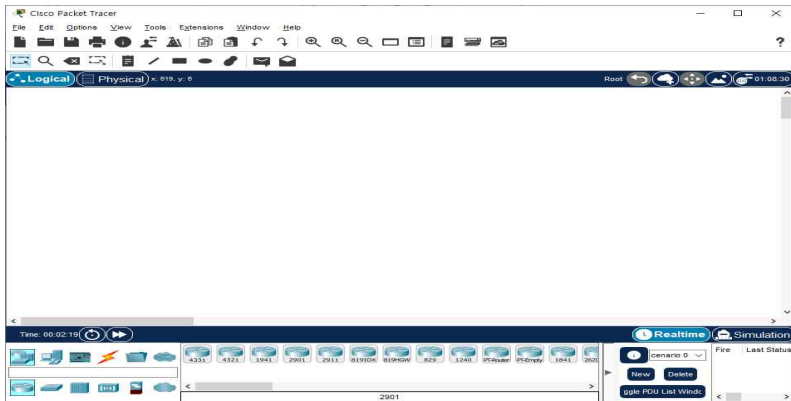 Cisco Packet Tracer
File Edit Options View Tools Extensions Window Help
?
Logical Physical x: 619, y: 6 Root 01:08:30
Time: 00:02:19 Realtime Simulation
4331 4321 1941 2901 2911 819IOX 819HGW 829 1240 PT-Router PT-Empty 1841 2620
cenario 0 Fire Last Status
New Delete
ggle PDU List Windo
2901